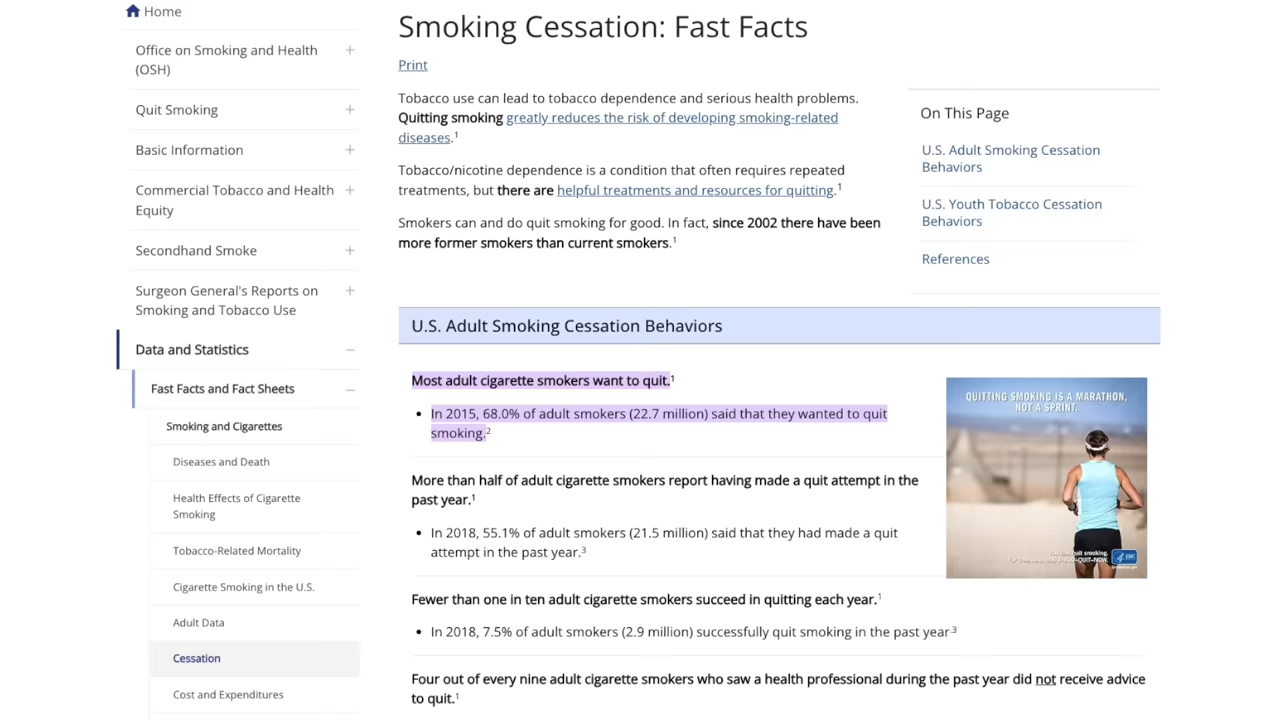 Home
Office on Smoking and Health
(OSH)
Quit Smoking
Basic Information
Commercial Tobacco and Health
Equity
Secondhand Smoke
Surgeon General's Reports on
Smoking and Tobacco Use
Data and Statistics
Fast Facts and Fact Sheets
Smoking and Cigarettes
Diseases and Death
Health Effects of Cigarette
Smoking
Tobacco-Related Mortality
Cigarette Smoking in the U.S.
Adult Data
Cessation
Cost and Expenditures
Smoking Cessation: Fast Facts
Print
Tobacco use can lead to tobacco dependence and serious health problems.
Quitting smoking greatly reduces the risk of developing smoking-related
diseases.1
Tobacco/nicotine dependence is a condition that often requires repeated
treatments, but there are helpful treatments and resources for quitting.1
Smokers can and do quit smoking for good. In fact, since 2002 there have been
more former smokers than current smokers.1
On This Page
U.S. Adult Smoking Cessation
Behaviors
U.S. Youth Tobacco Cessation
Behaviors
References
U.S. Adult Smoking Cessation Behaviors
Most adult cigarette smokers want to quit.1
• In 2015, 68.0% of adult smokers (22.7 million) said that they wanted to quit
smoking.2
More than half of adult cigarette smokers report having made a quit attempt in the
past year.1
• In 2018, 55.1% of adult smokers (21.5 million) said that they had made a quit
attempt in the past year.3
Fewer than one in ten adult cigarette smokers succeed in quitting each year.1
• In 2018, 7.5% of adult smokers (2.9 million) successfully quit smoking in the past year.3
Four out of every nine adult cigarette smokers who saw a health professional during the past year did not receive advice
to quit.1
QUITTING SMOKING IS A MARATHON,
NOT A SPRINT.
quit smoking.
CDC